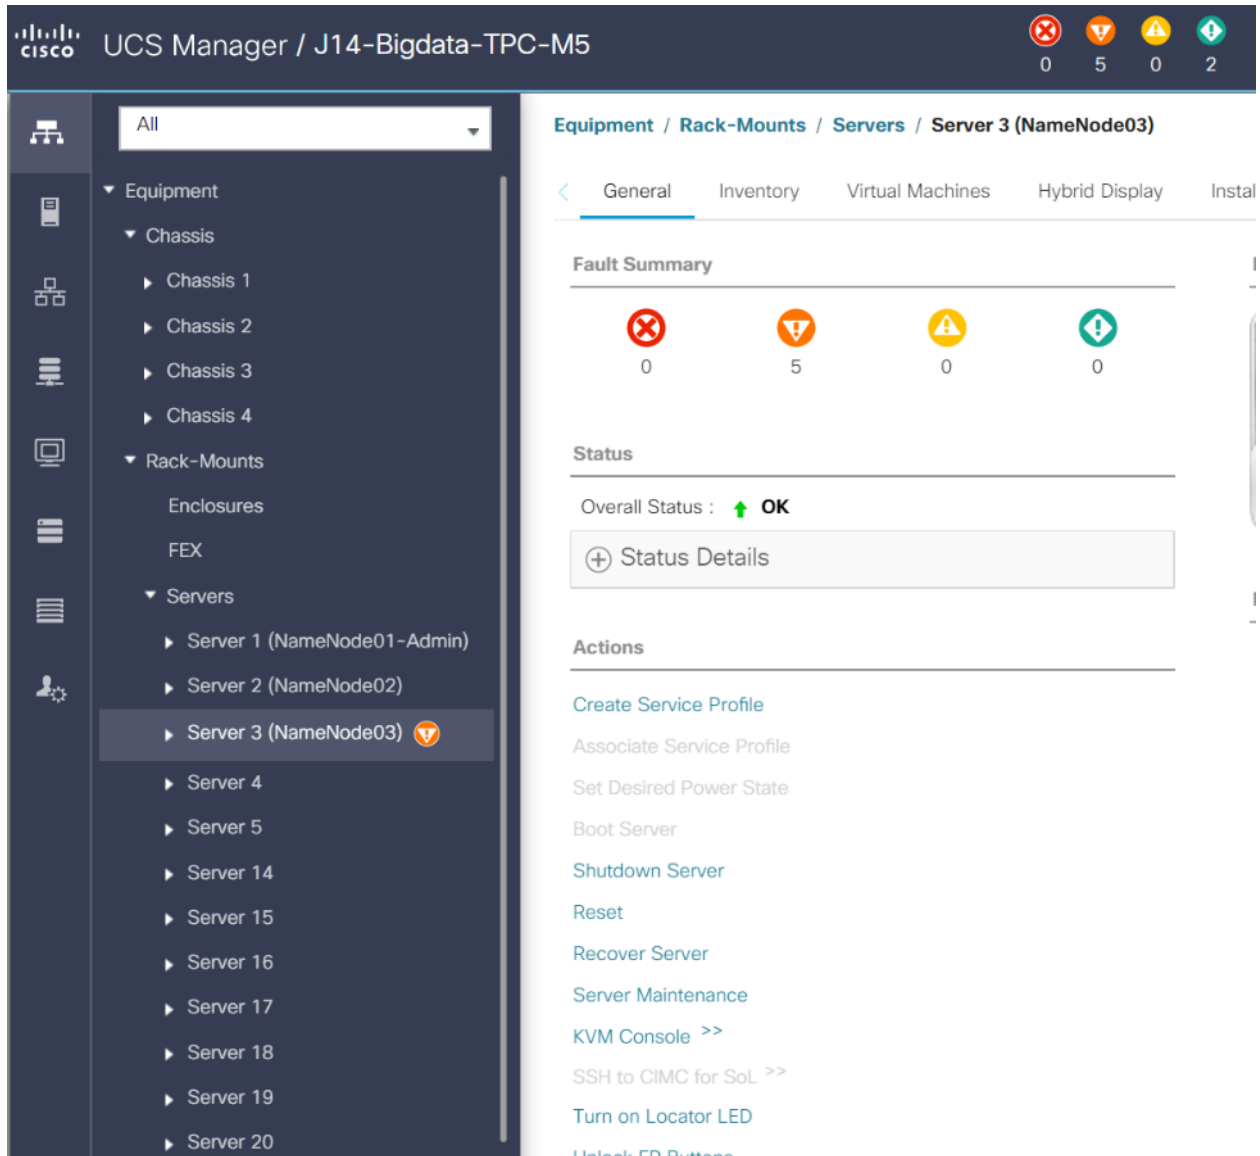 cisco UCS Manager / J14-Bigdata-TPC-M5
0 5 0 2
All
Equipment
Chassis
Chassis 1
Chassis 2
Chassis 3
Chassis 4
Rack-Mounts
Enclosures
FEX
Servers
Server 1 (NameNode01-Admin)
Server 2 (NameNode02)
Server 3 (NameNode03)
Server 4
Server 5
Server 14
Server 15
Server 16
Server 17
Server 18
Server 19
Server 20
Equipment / Rack-Mounts / Servers / Server 3 (NameNode03)
General Inventory Virtual Machines Hybrid Display
Fault Summary
0 5 0 0
Status
Overall Status : OK
Status Details
Actions
Create Service Profile
Associate Service Profile
Set Desired Power State
Boot Server
Shutdown Server
Reset
Recover Server
Server Maintenance
KVM Console >>
SSH to CIMC for SoL >>
Turn on Locator LED